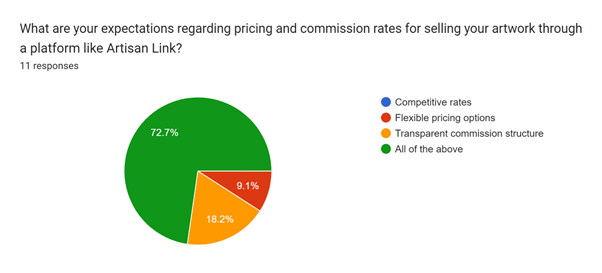 What are your expectations regarding pricing and commission rates for selling your artwork through
a platform like Artisan Link?
11 responses
Competitive rates
Flexible pricing options
Transparent commission structure
All of the above
72.7%
9.1%
18.2%